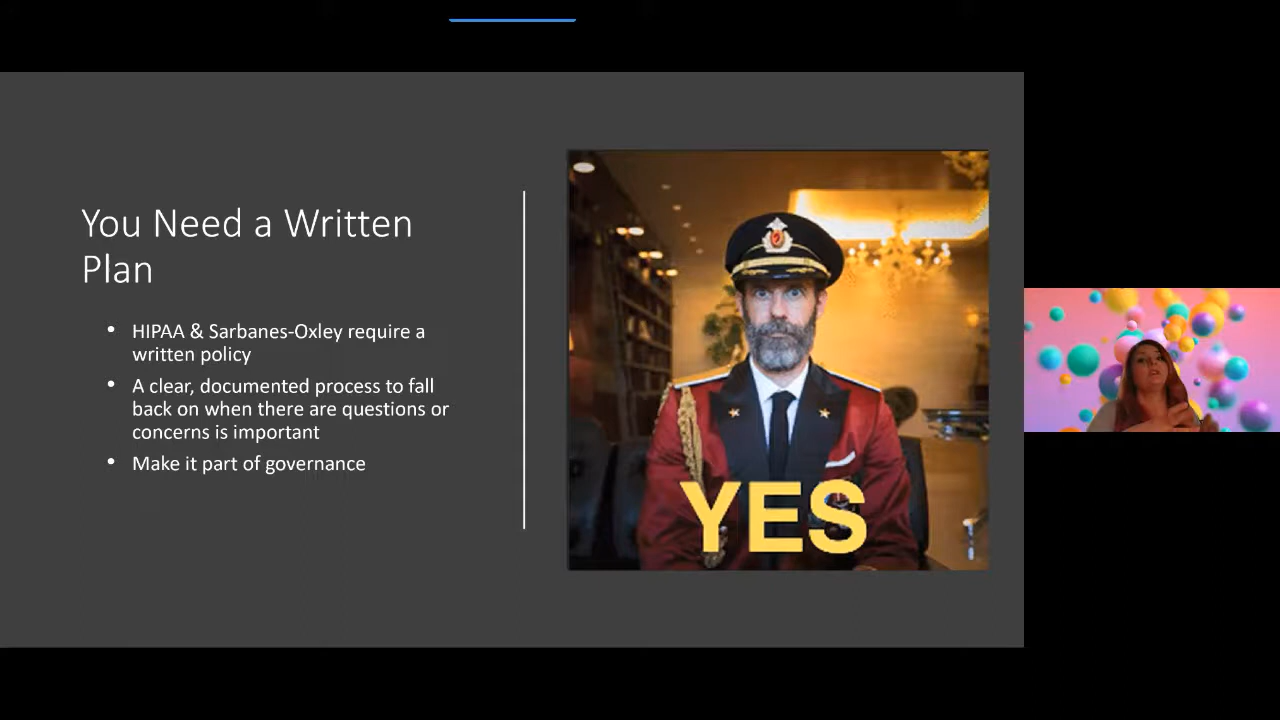 You Need a Written
Plan
• HIPAA & Sarbanes-Oxley require a
written policy
• A clear, documented process to fall
back on when there are questions or
concerns is important
• Make it part of governance
YES